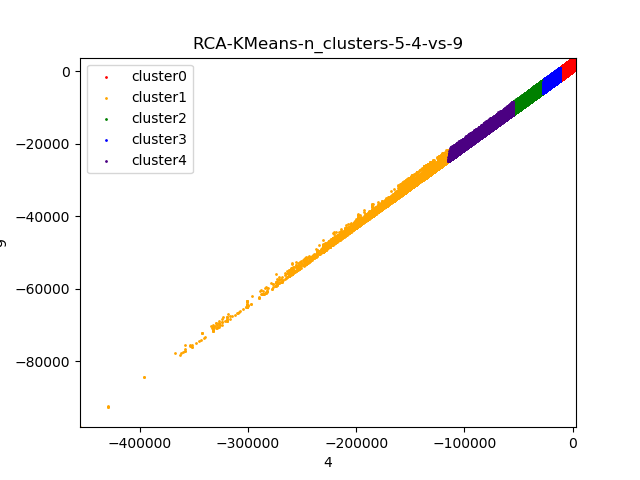 RCA-KMeans-n_clusters-5-4-vs-9
cluster0
cluster1
cluster2
cluster3
cluster4
0
−20000
−40000
−60000
−80000
9
−400000
−300000
−200000
−100000
0
4